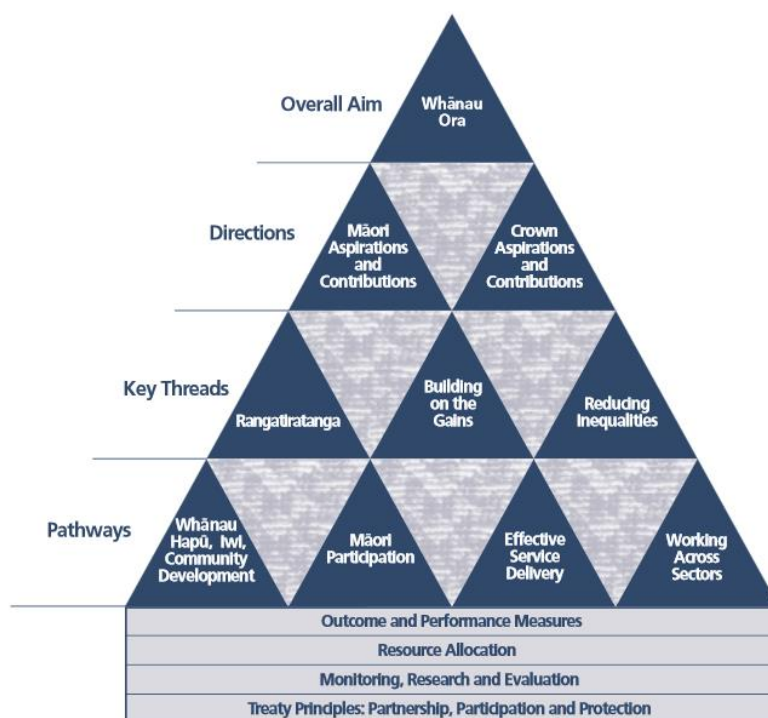 Overall Aim
Whānau
Ora
Directions
Māori
Aspirations
and
Contributions
Crown
Aspirations
and
Contributions
Key Threads
Rangatiratanga
Building
on the
Gains
Reducing
Inequalities
Pathways
Whānau
Hapū, Iwi,
Community
Development
Māori
Participation
Effective
Service
Delivery
Working
Across
Sectors
Outcome and Performance Measures
Resource Allocation
Monitoring, Research and Evaluation
Treaty Principles: Partnership, Participation and Protection